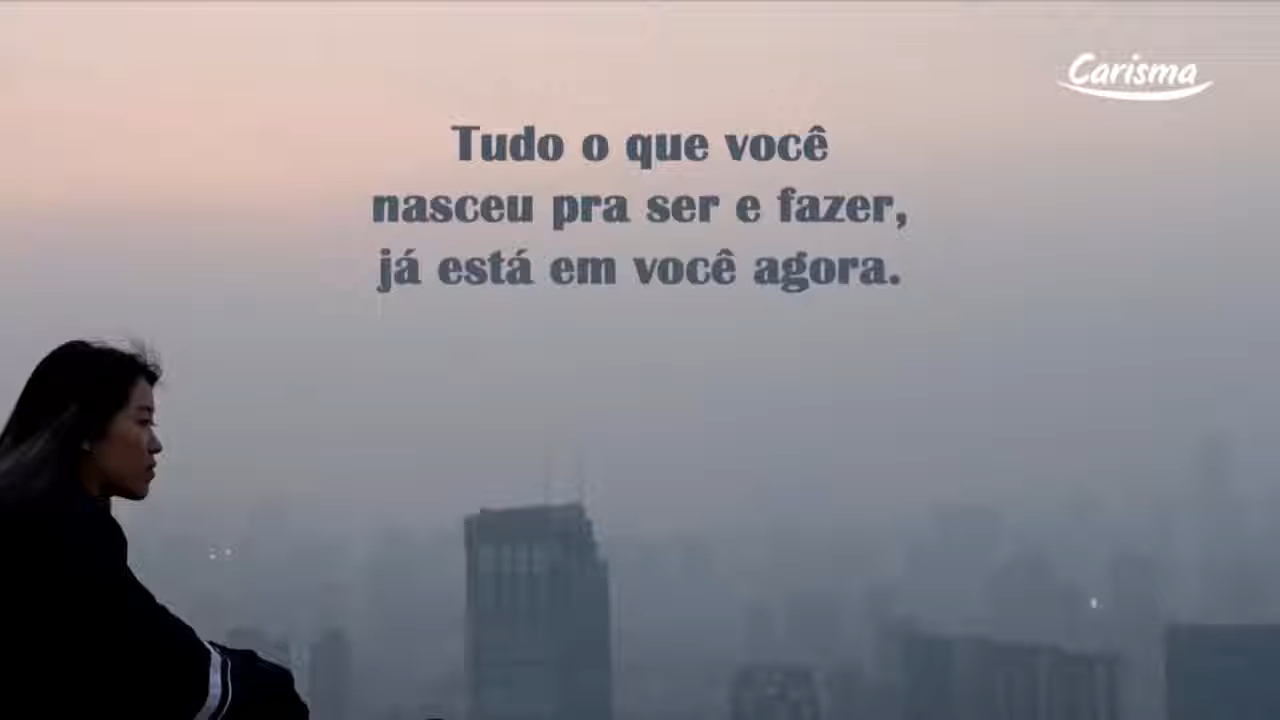 Carisma
Tudo o que você
nasceu pra ser e fazer,
já está em você agora.